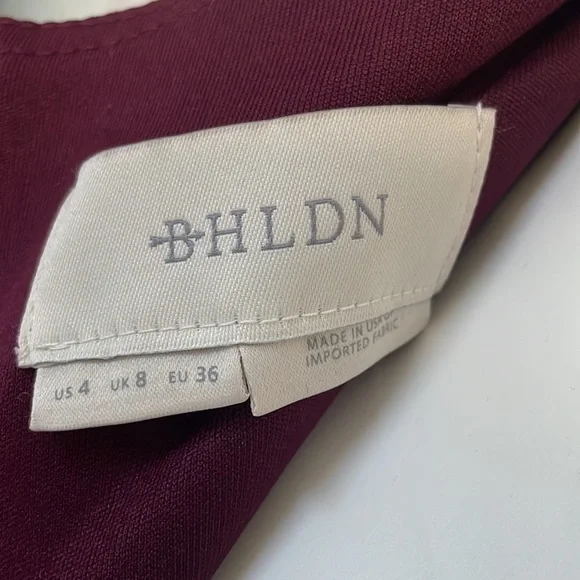 BHLDN
US 4 UK 8 EU 36
MADE IN USA
IMPORTED FABRIC